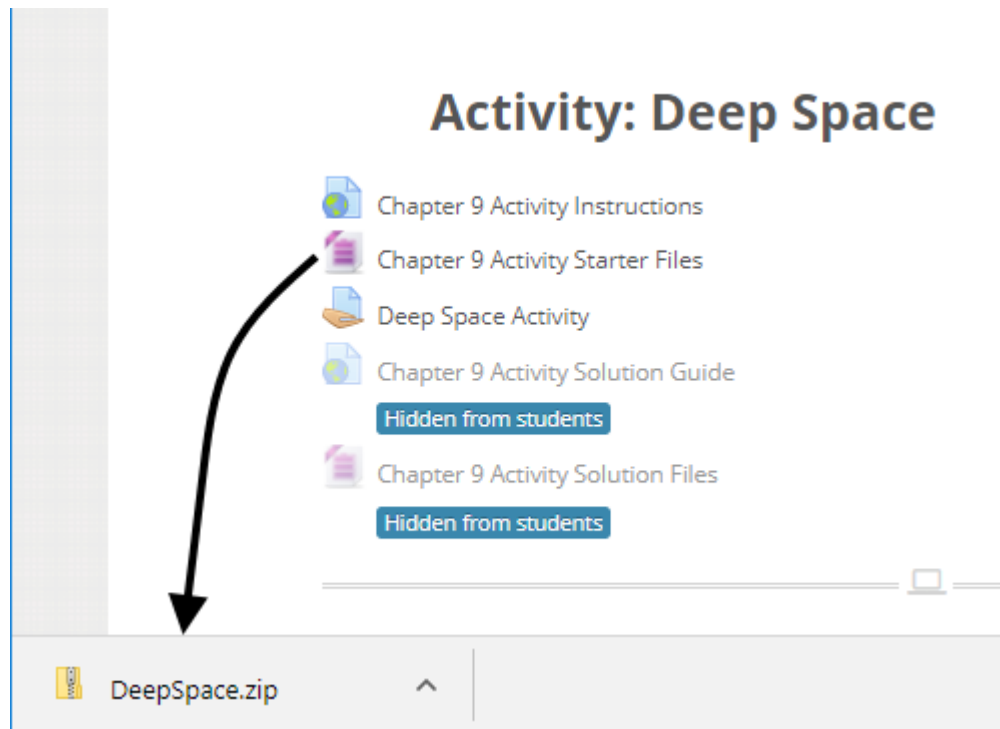 Activity: Deep Space
Chapter 9 Activity Instructions
Chapter 9 Activity Starter Files
Deep Space Activity
Chapter 9 Activity Solution Guide
Hidden from students
Chapter 9 Activity Solution Files
Hidden from students
DeepSpace.zip